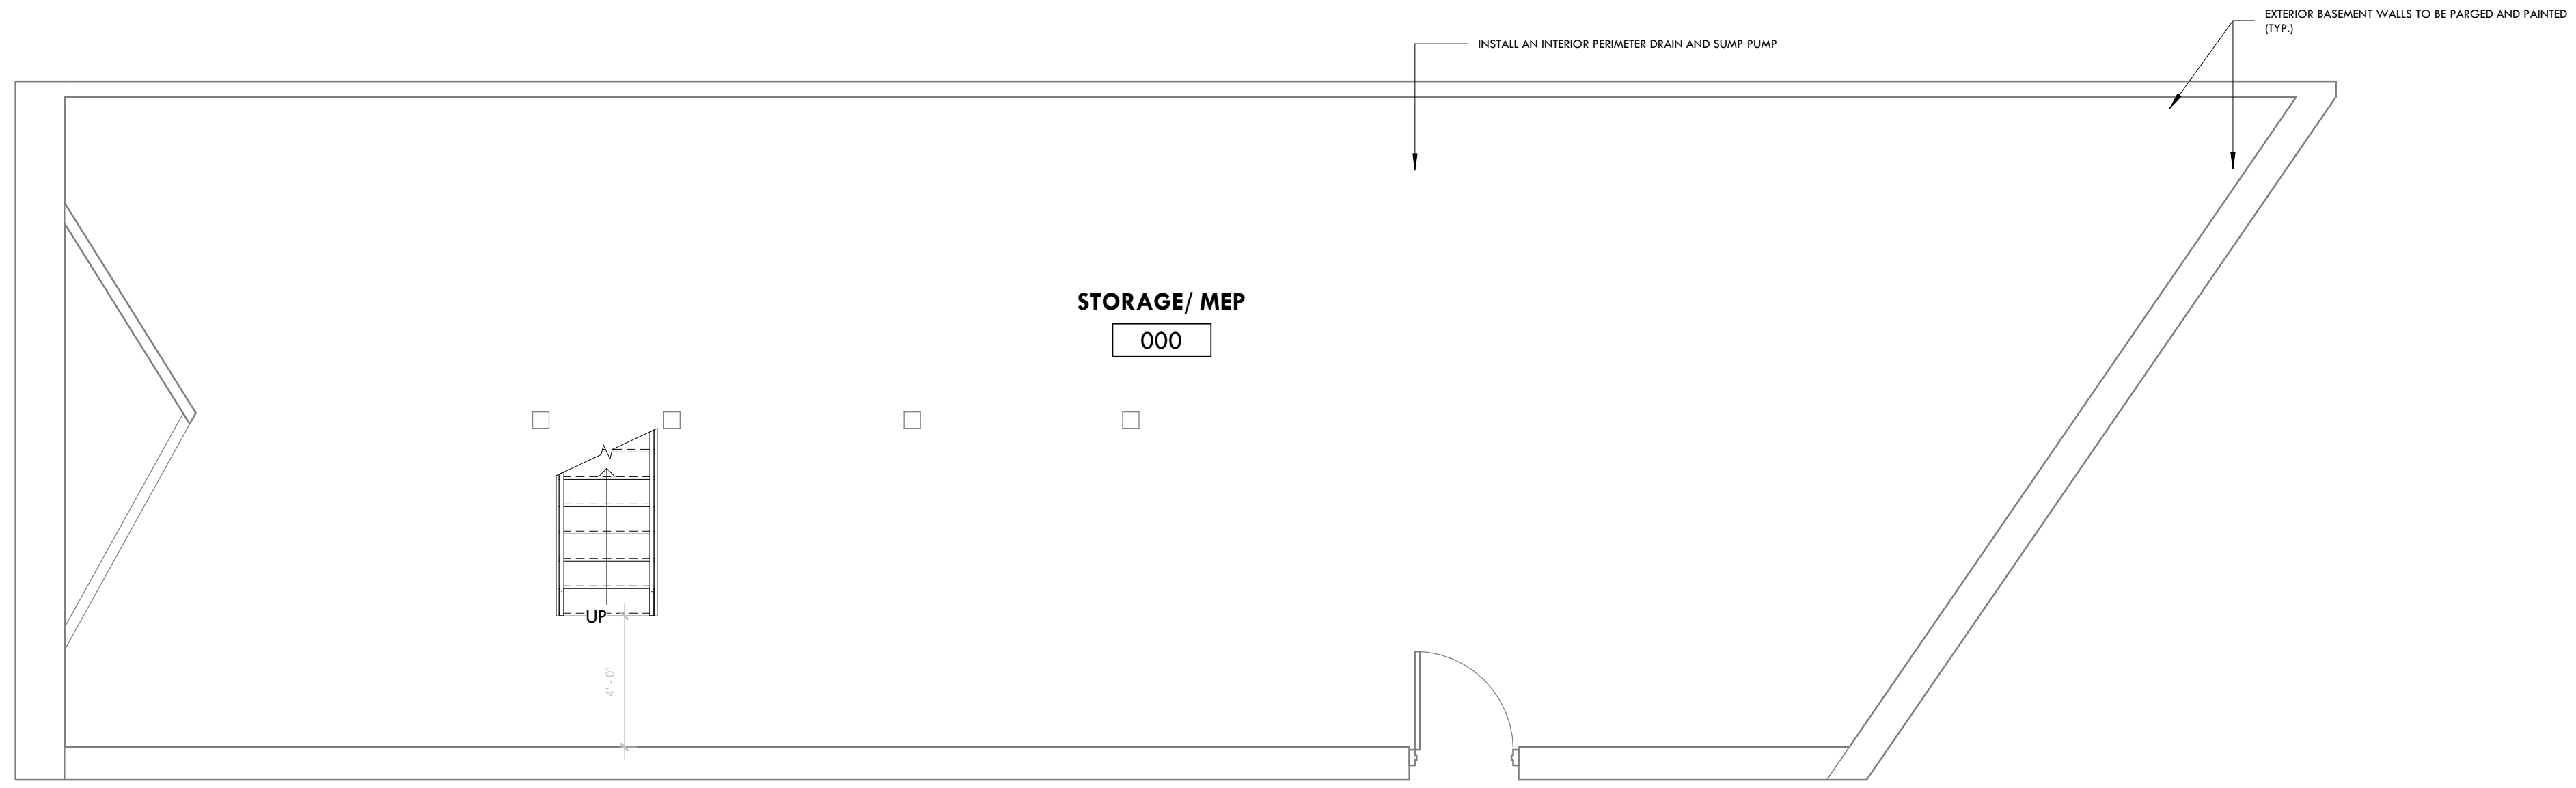 EXTERIOR BASEMENT WALLS TO BE PARGED AND PAINTED
(TYP.)
INSTALL AN INTERIOR PERIMETER DRAIN AND SUMP PUMP
STORAGE/ MEP
000
UP
4' - 0"